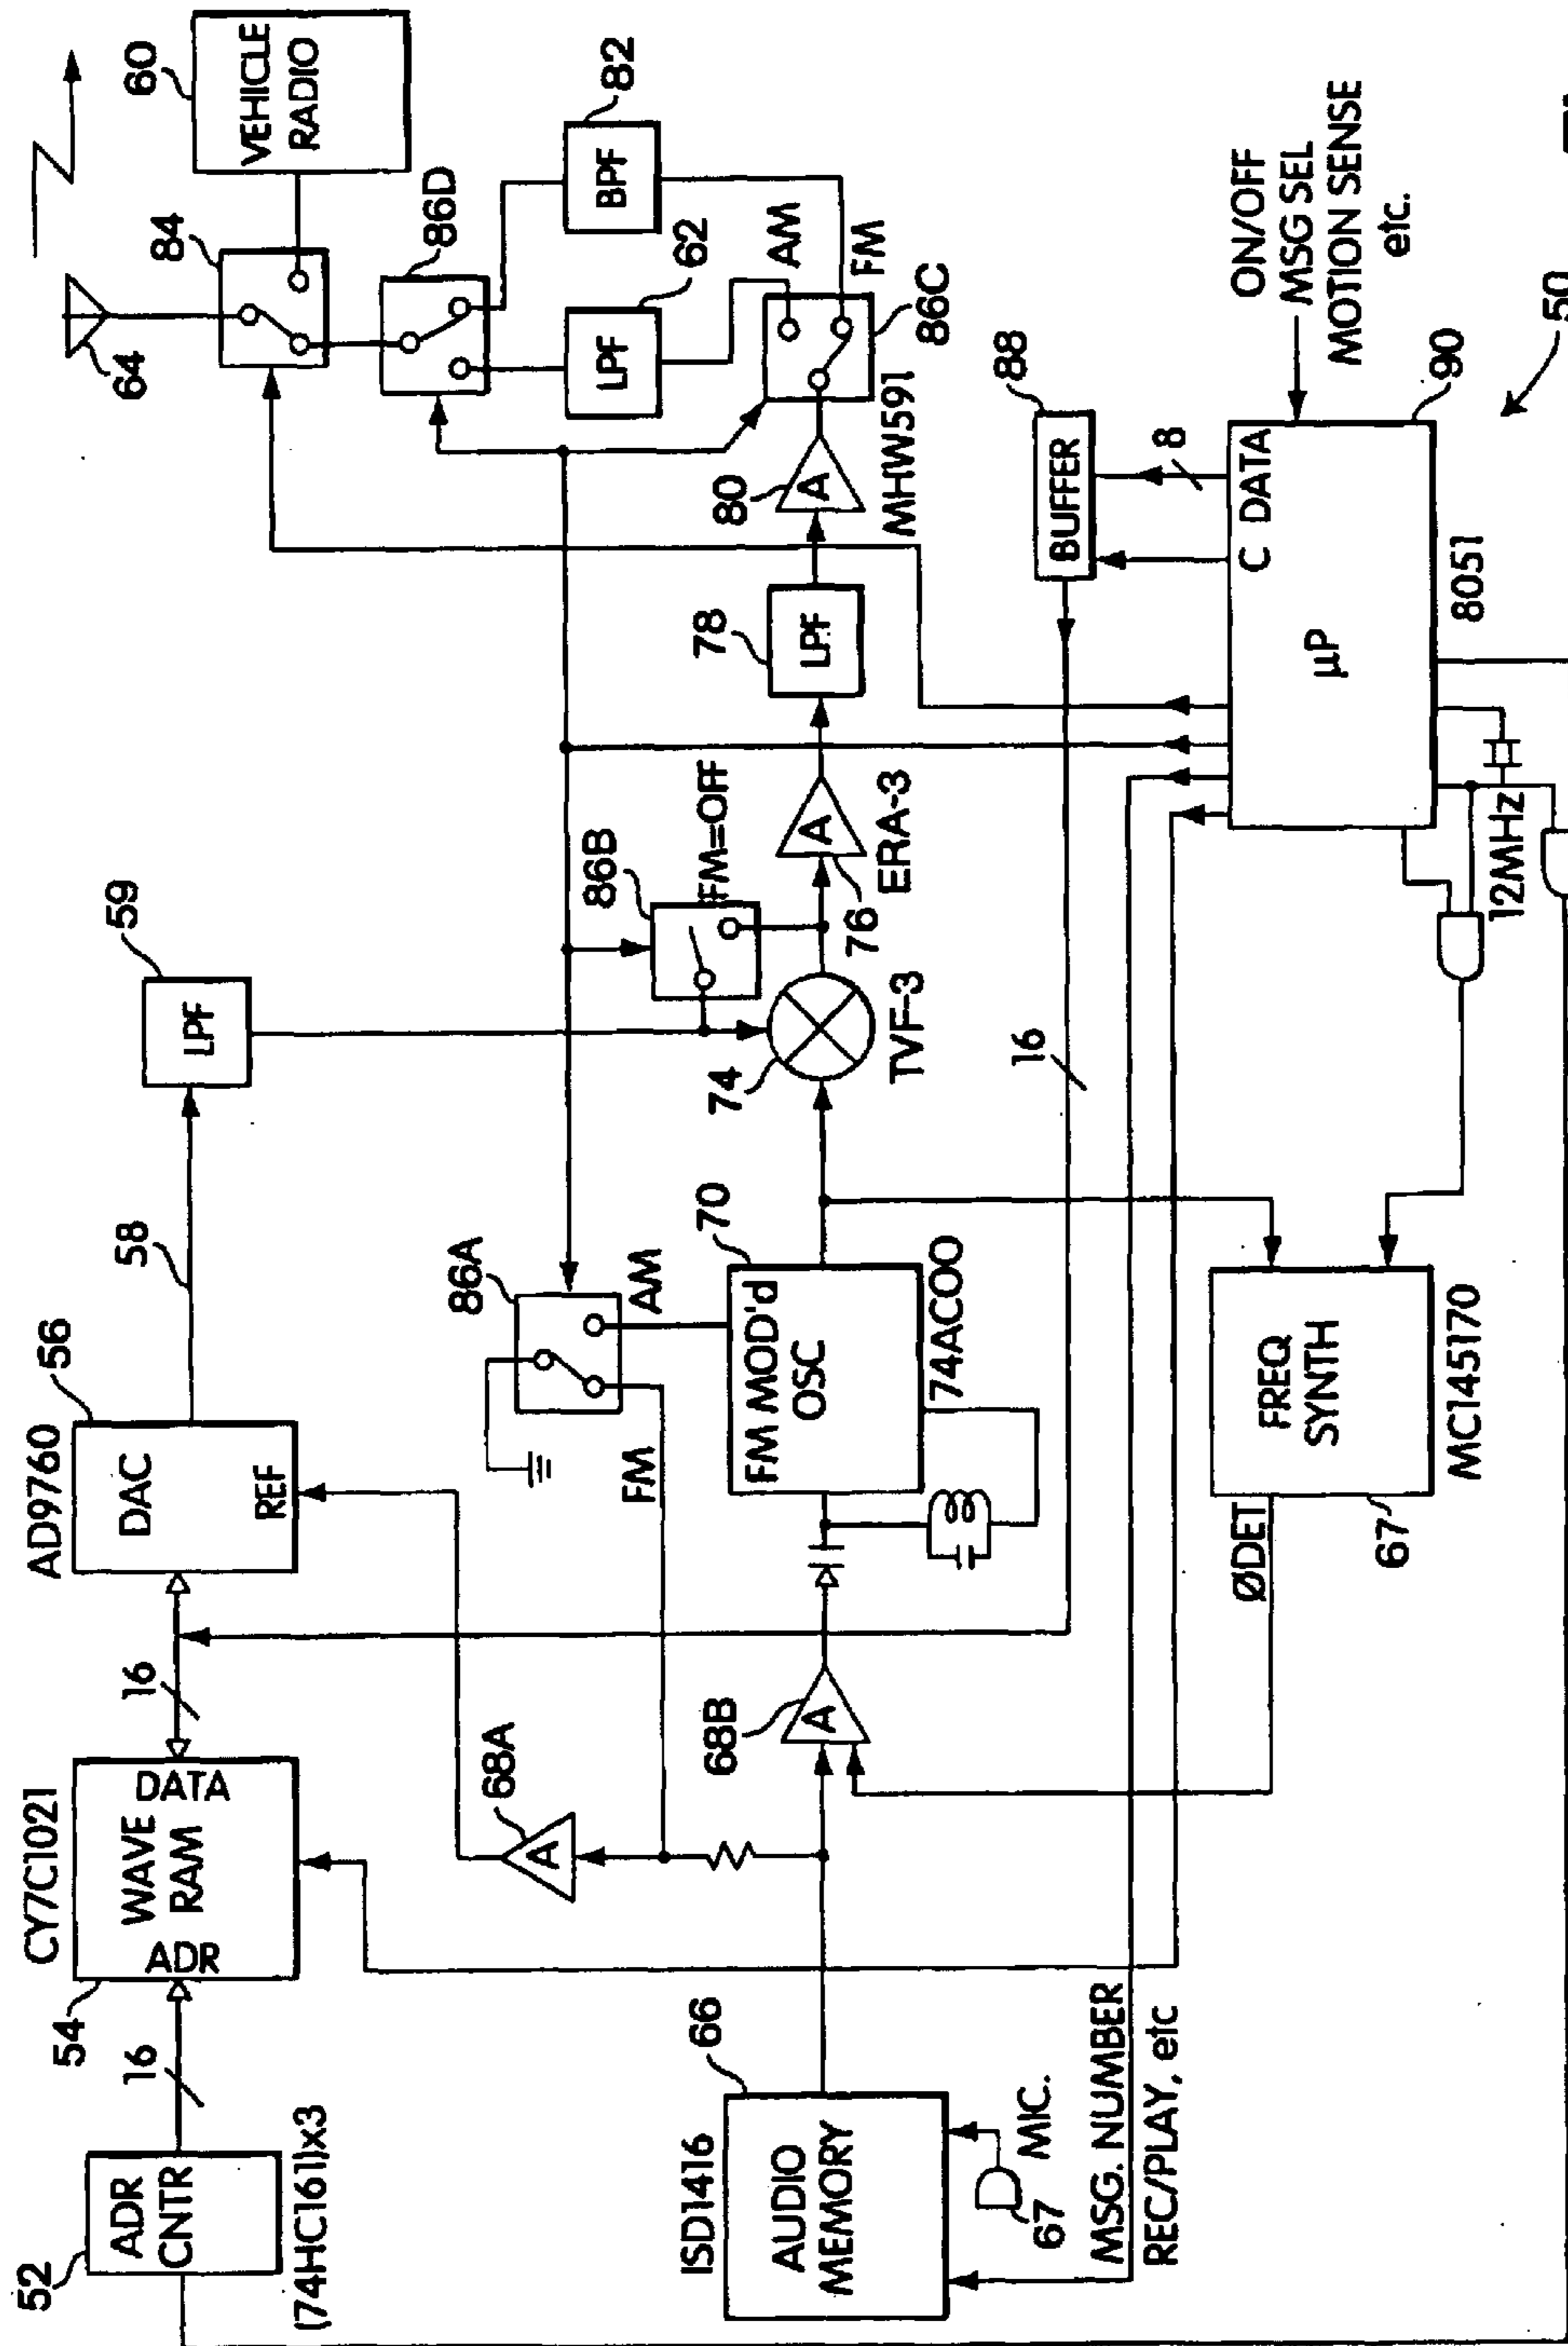 52
ADR
CNTR
(74HC161)x3
16
54
CY7C1021
ADR
WAVE
RAM
DATA
16
AD9760
56
DAC
REF
58
59
LPF
64
84
60
VEHICLE
RADIO
86D
82
BPF
62
LPF
AM
FM
86C
MHW591
80
A
78
LPF
86B
FM=OFF
A
76
ERA-3
74
TVF-3
86A
AM
FM
70
FM MOD'd
OSC
74AC00
68A
A
68B
A
ISD1416
66
AUDIO
MEMORY
67
MIC.
MSG. NUMBER
REC/PLAY, etc
ØDET
FREQ
SYNTH
67
MC145170
16
88
BUFFER
8
C DATA
µP
8051
90
12MHz
ON/OFF
MSG SEL
MOTION SENSE
etc.
50